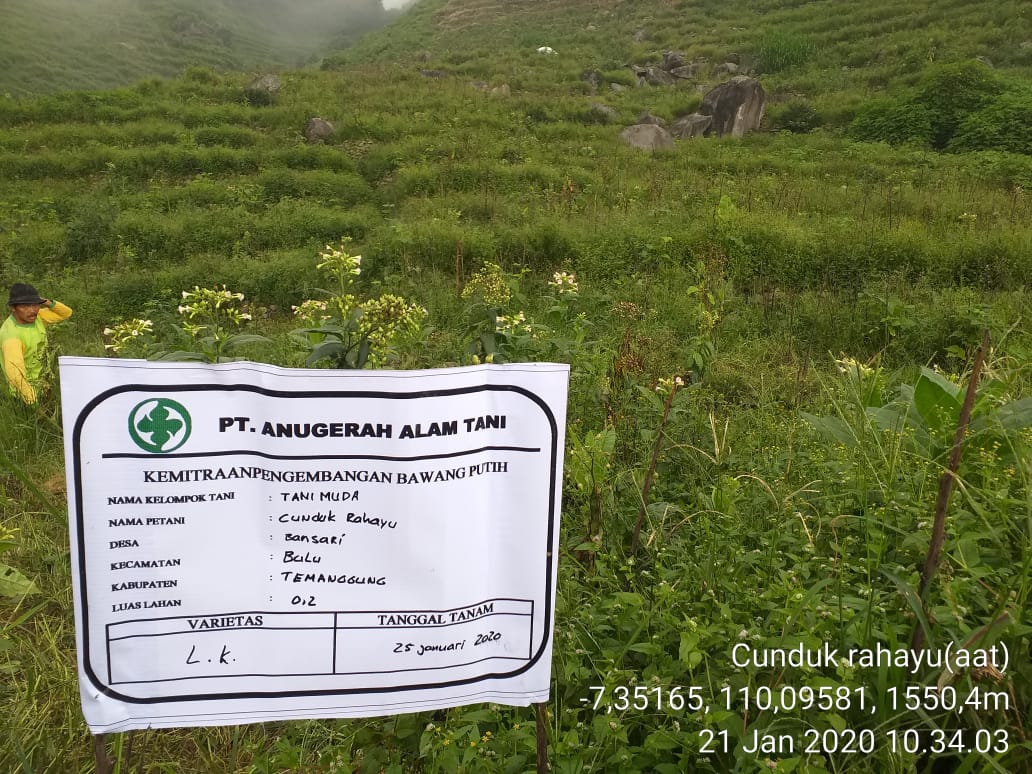 PT. ANUGERAH ALAM TANI
KEMITRAANPENGEMBANGAN BAWANG PUTIH
NAMA KELOMPOK TANI : TANI MUDA
NAMA PETANI : Cunduk Rahayu
DESA : Bansari
KECAMATAN : Bulu
KABUPATEN : TEMANGGUNG
LUAS LAHAN : 0,2
VARIETAS TANGGAL TANAM
L.K. 25 januari 2020
Cunduk rahayu(aat)
-7,35165, 110,09581, 1550,4m
21 Jan 2020 10.34.03